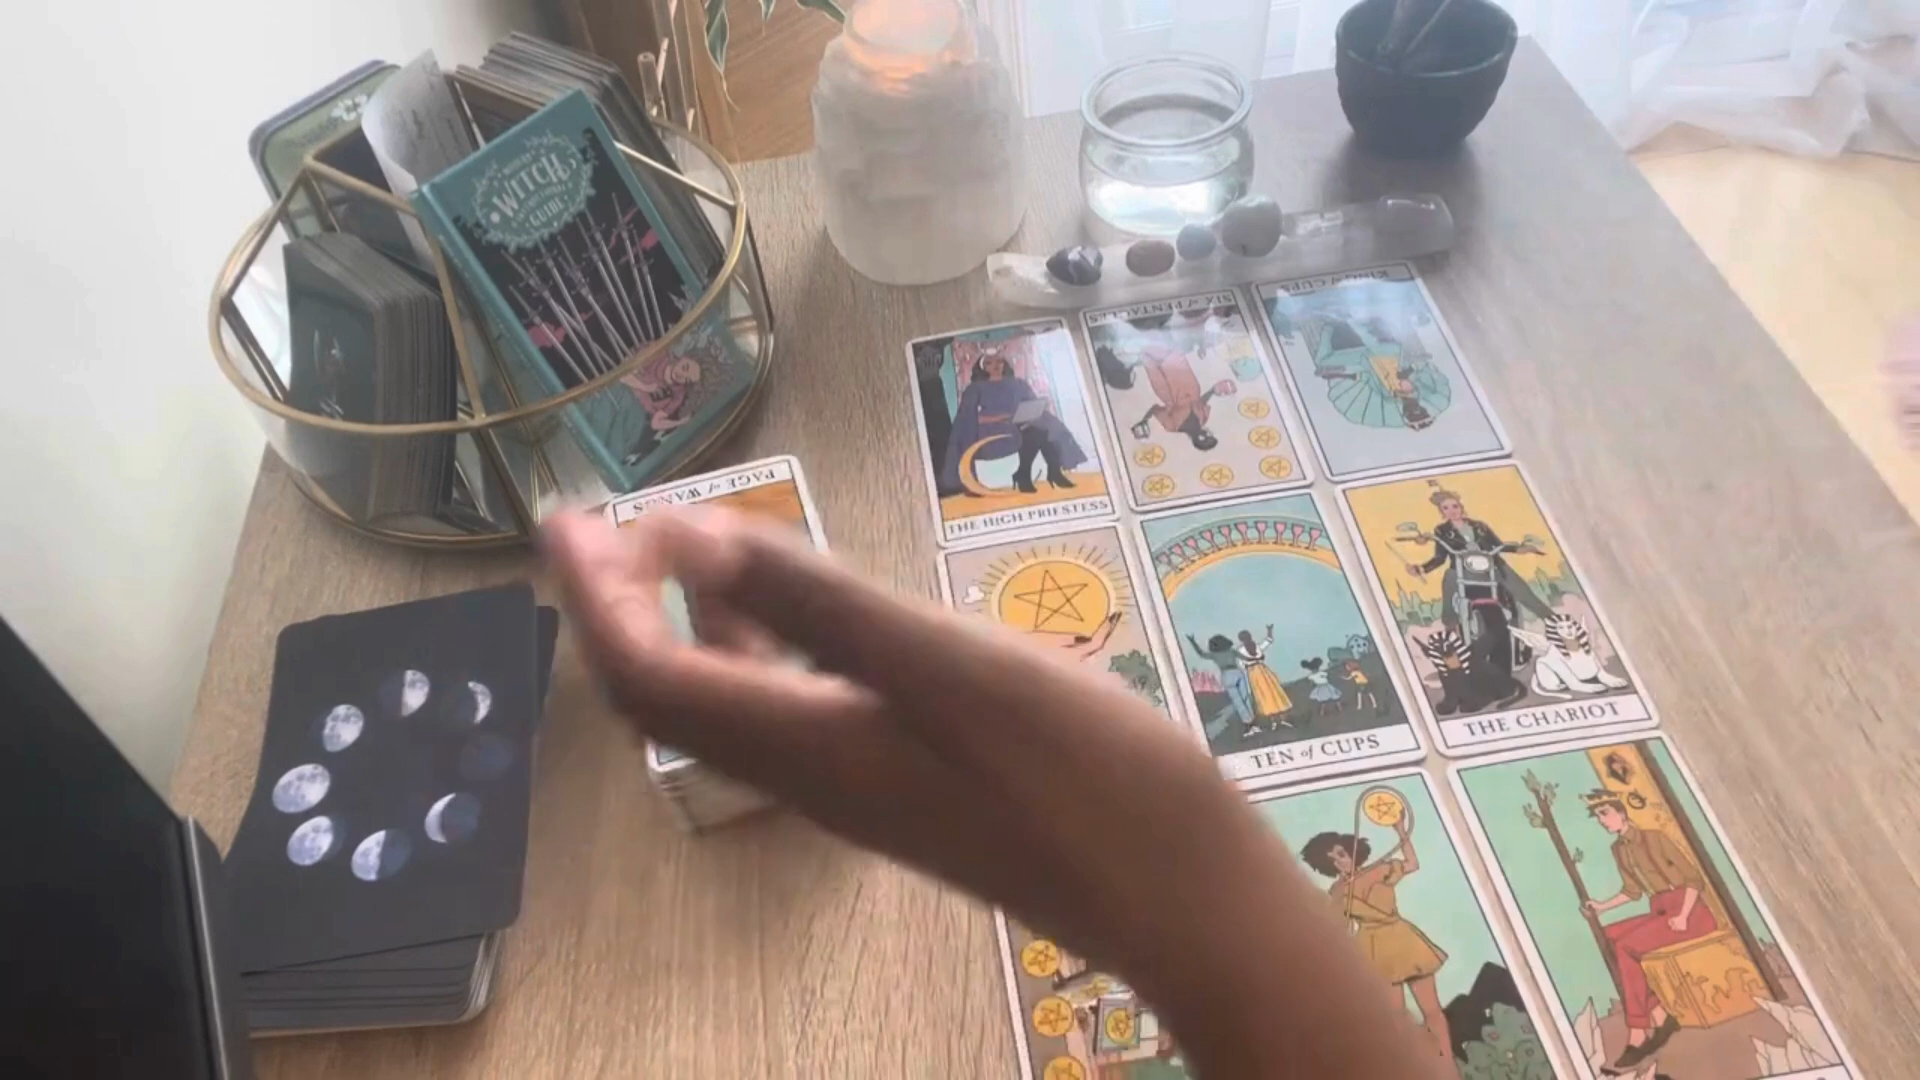 WITCH
GUIDE
KING of CUPS
SIX of PENTACLES
THE HIGH PRIESTESS
PAGE of WANDS
THE CHARIOT
TEN of CUPS